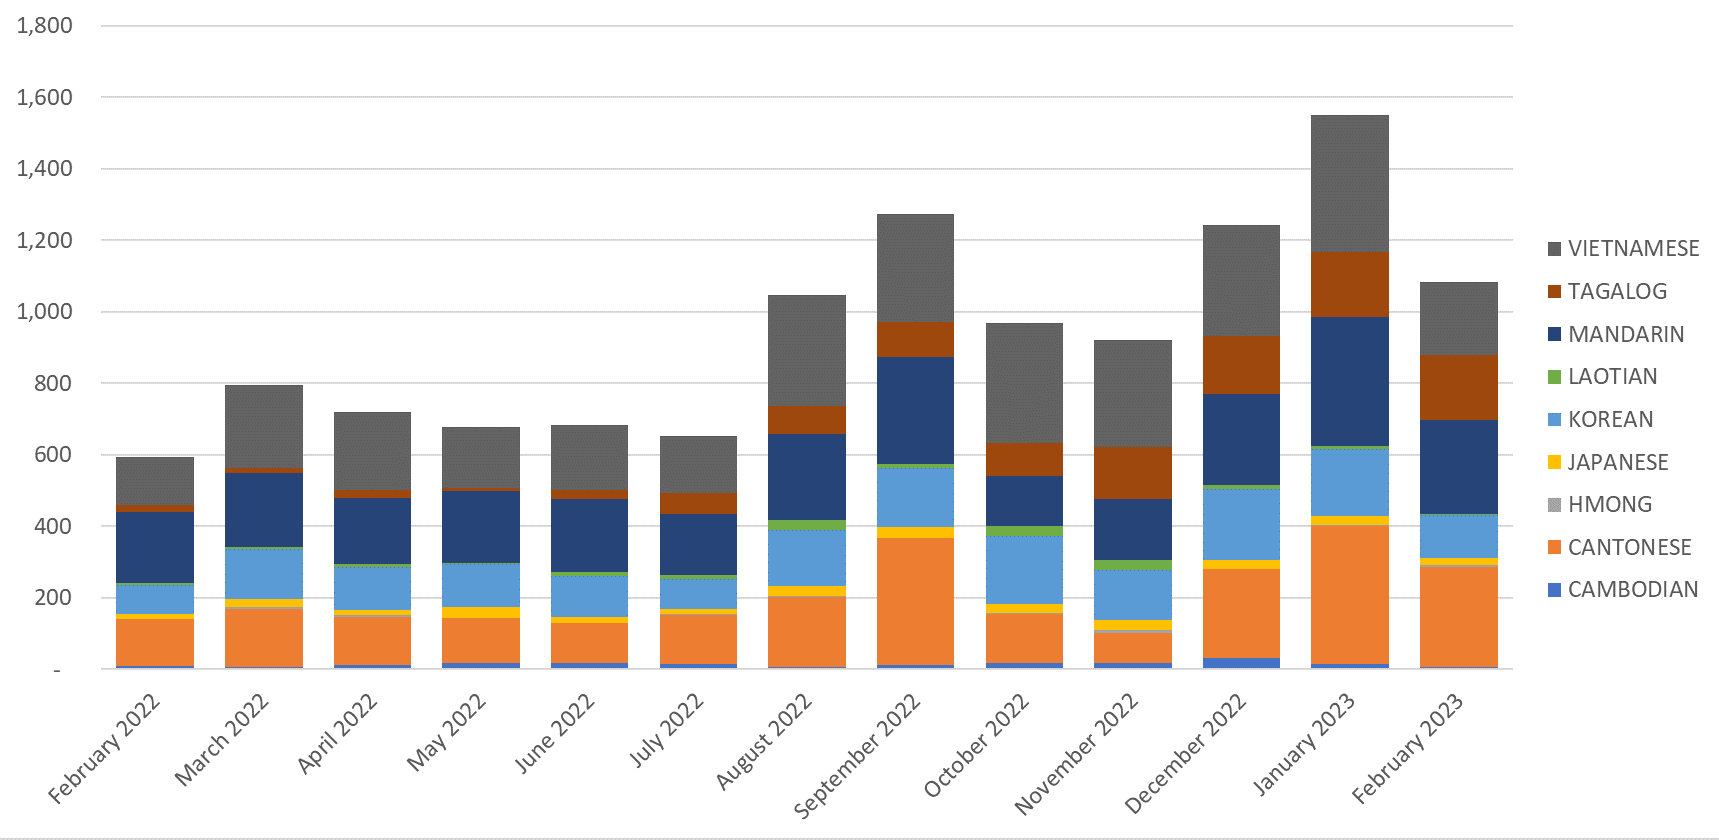 1,800
1,600
1,400
1,200
1,000
800
600
400
200
-
February 2022
March 2022
April 2022
May 2022
June 2022
July 2022
August 2022
September 2022
October 2022
November 2022
December 2022
January 2023
February 2023
VIETNAMESE
TAGALOG
MANDARIN
LAOTIAN
KOREAN
JAPANESE
HMONG
CANTONESE
CAMBODIAN